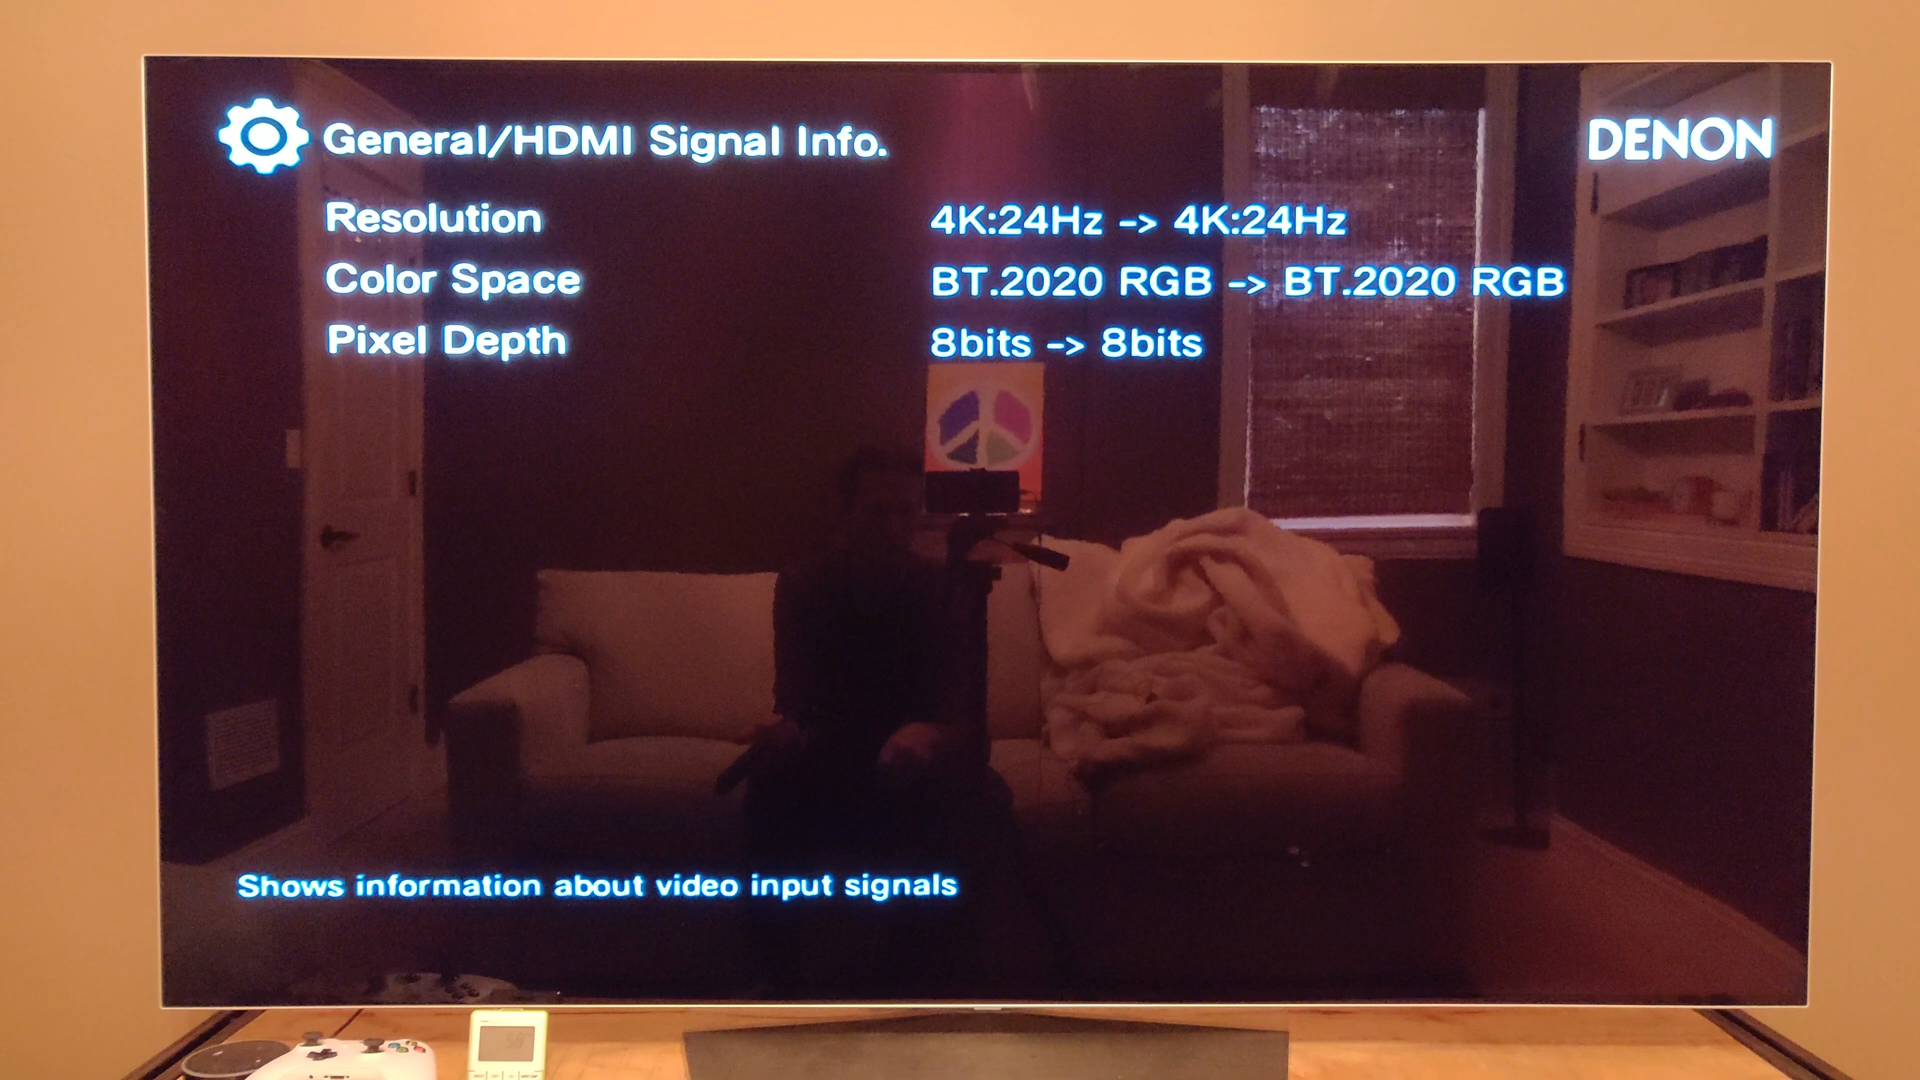 General/HDMI Signal Info.
DENON
Resolution 4K:24Hz -> 4K:24Hz
Color Space BT.2020 RGB -> BT.2020 RGB
Pixel Depth 8bits -> 8bits
Shows information about video input signals